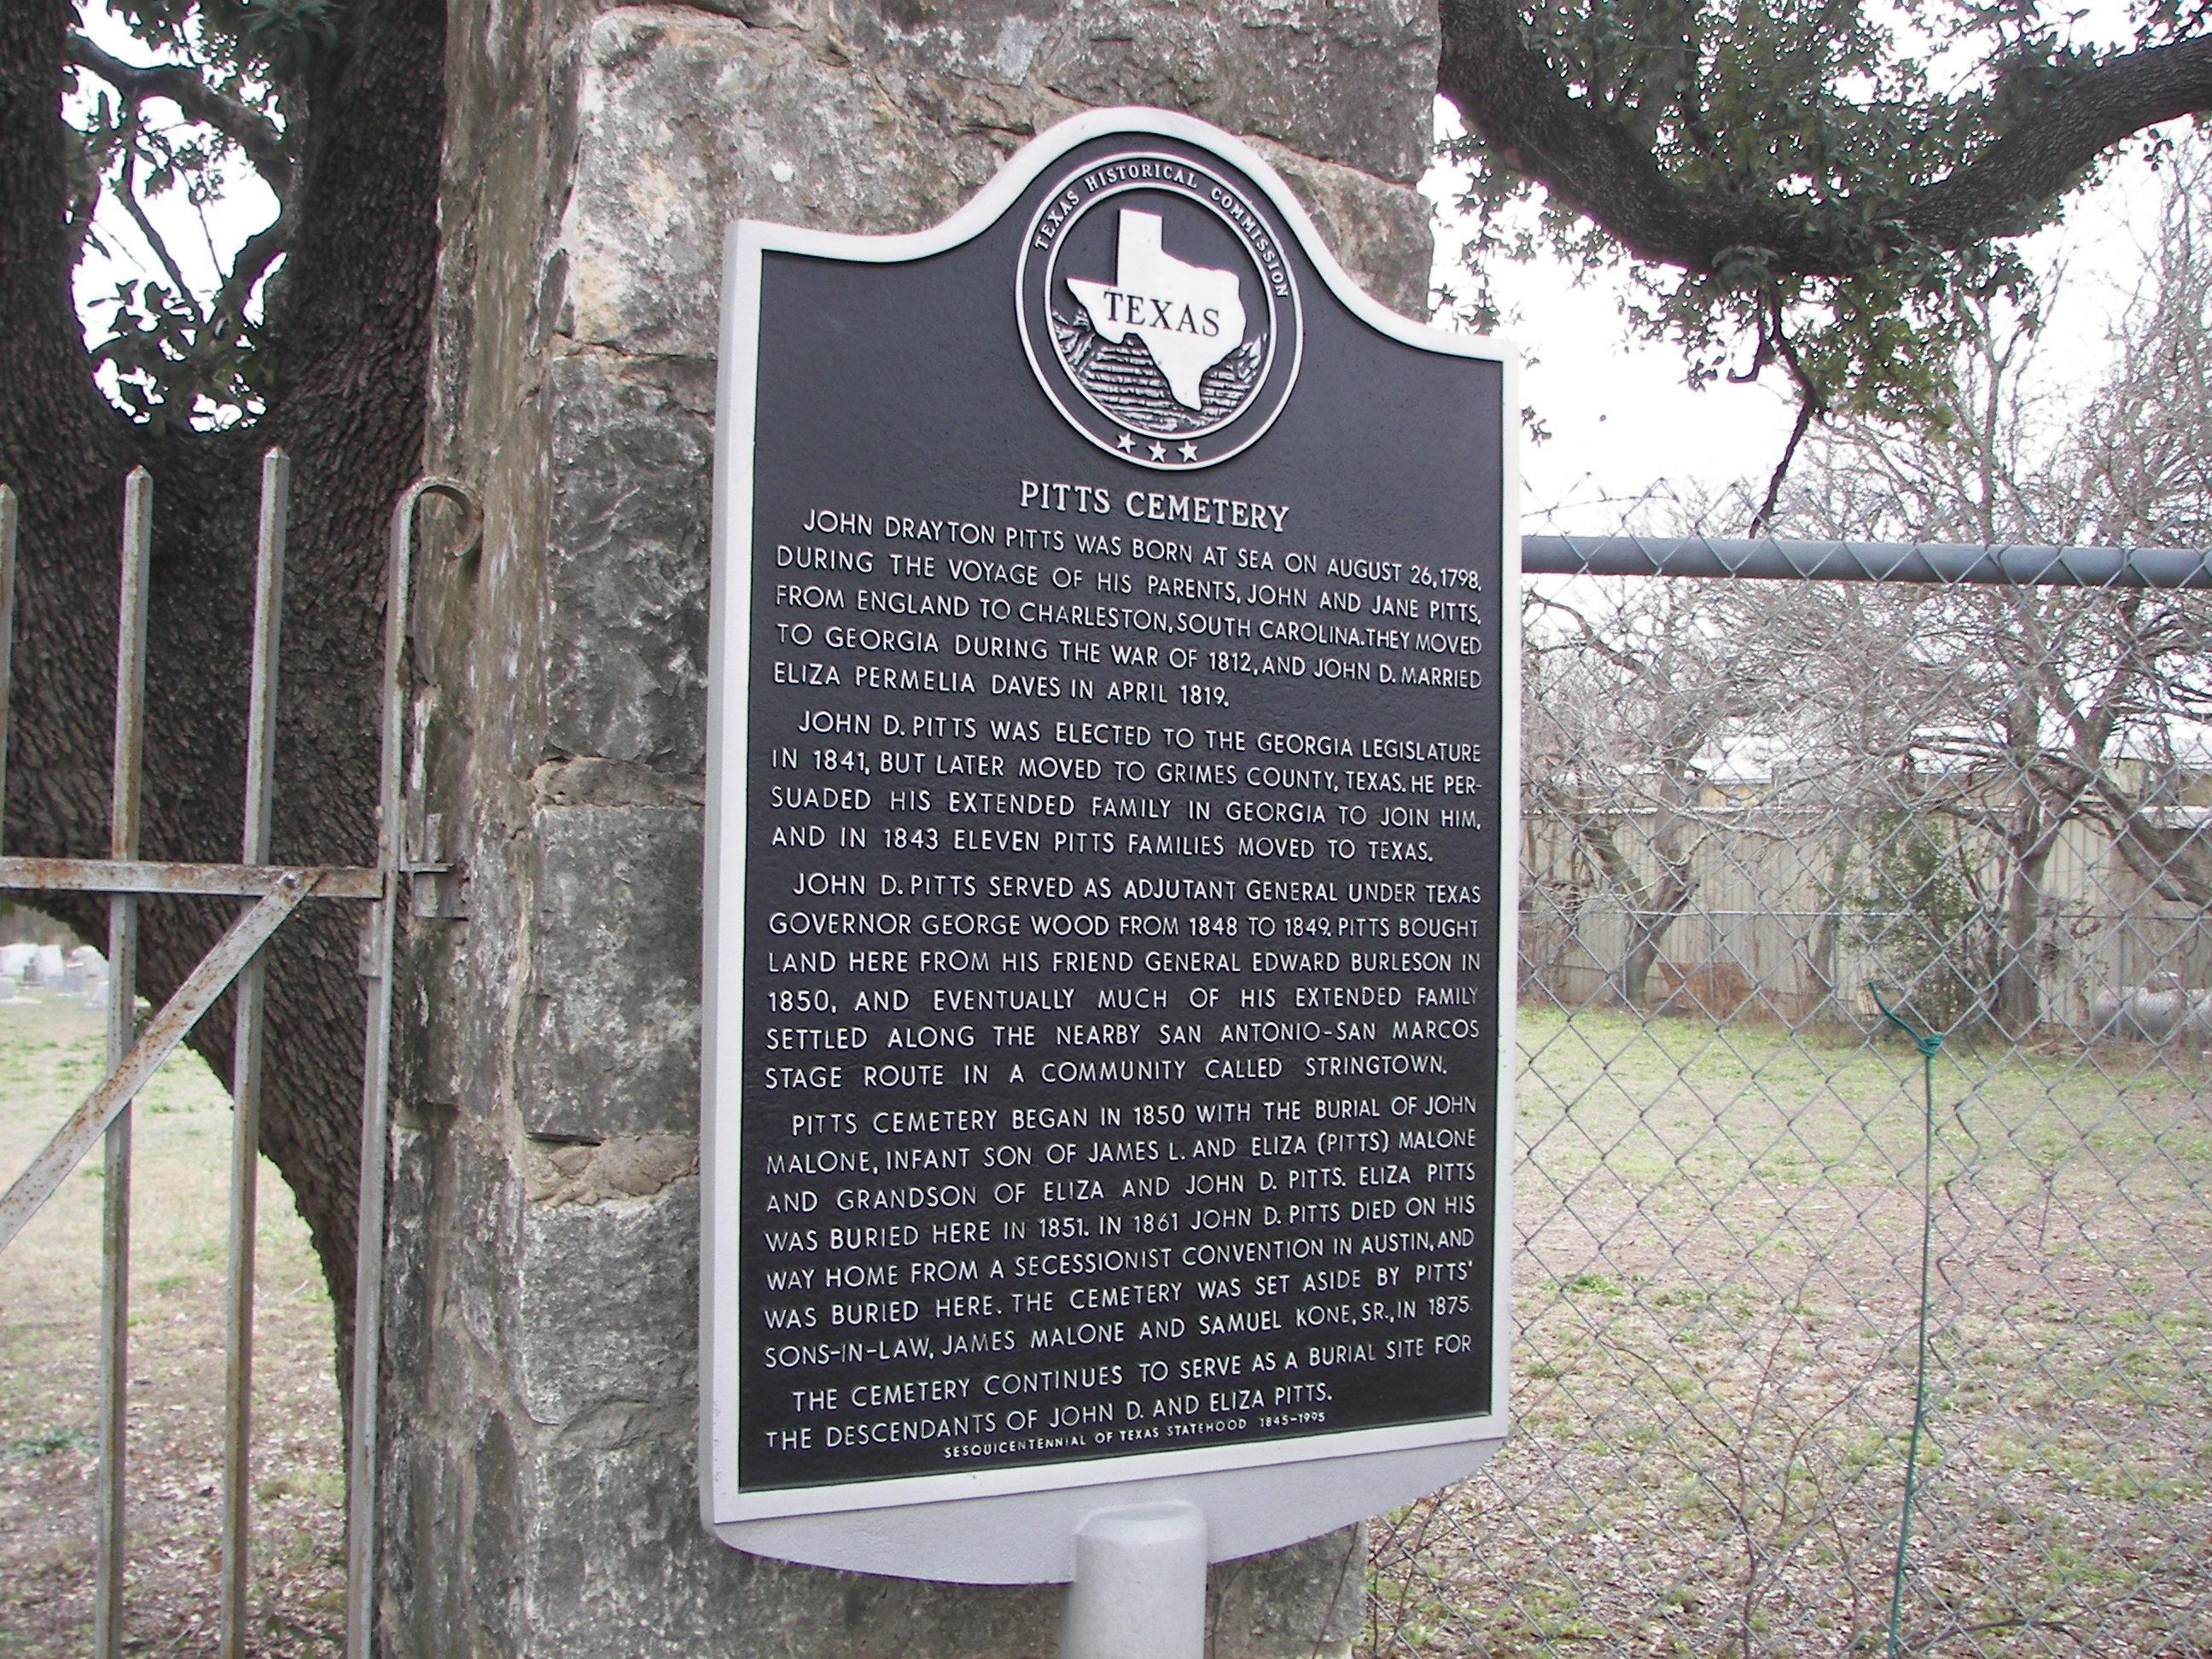 TEXAS HISTORICAL COMMISSION
TEXAS
PITTS CEMETERY
JOHN DRAYTON PITTS WAS BORN AT SEA ON AUGUST 26, 1798,
DURING THE VOYAGE OF HIS PARENTS, JOHN AND JANE PITTS,
FROM ENGLAND TO CHARLESTON, SOUTH CAROLINA. THEY MOVED
TO GEORGIA DURING THE WAR OF 1812, AND JOHN D. MARRIED
ELIZA PERMELIA DAVES IN APRIL 1819.
JOHN D. PITTS WAS ELECTED TO THE GEORGIA LEGISLATURE
IN 1841, BUT LATER MOVED TO GRIMES COUNTY, TEXAS. HE PER-
SUADED HIS EXTENDED FAMILY IN GEORGIA TO JOIN HIM,
AND IN 1843 ELEVEN PITTS FAMILIES MOVED TO TEXAS.
JOHN D. PITTS SERVED AS ADJUTANT GENERAL UNDER TEXAS
GOVERNOR GEORGE WOOD FROM 1848 TO 1849. PITTS BOUGHT
LAND HERE FROM HIS FRIEND GENERAL EDWARD BURLESON IN
1850, AND EVENTUALLY MUCH OF HIS EXTENDED FAMILY
SETTLED ALONG THE NEARBY SAN ANTONIO-SAN MARCOS
STAGE ROUTE IN A COMMUNITY CALLED STRINGTOWN.
PITTS CEMETERY BEGAN IN 1850 WITH THE BURIAL OF JOHN
MALONE, INFANT SON OF JAMES L. AND ELIZA (PITTS) MALONE
AND GRANDSON OF ELIZA AND JOHN D. PITTS. ELIZA PITTS
WAS BURIED HERE IN 1851. IN 1861 JOHN D. PITTS DIED ON HIS
WAY HOME FROM A SECESSIONIST CONVENTION IN AUSTIN, AND
WAS BURIED HERE. THE CEMETERY WAS SET ASIDE BY PITTS'
SONS-IN-LAW, JAMES MALONE AND SAMUEL KONE, SR., IN 1875.
THE CEMETERY CONTINUES TO SERVE AS A BURIAL SITE FOR
THE DESCENDANTS OF JOHN D. AND ELIZA PITTS.
SESQUICENTENNIAL OF TEXAS STATEHOOD 1845-1995